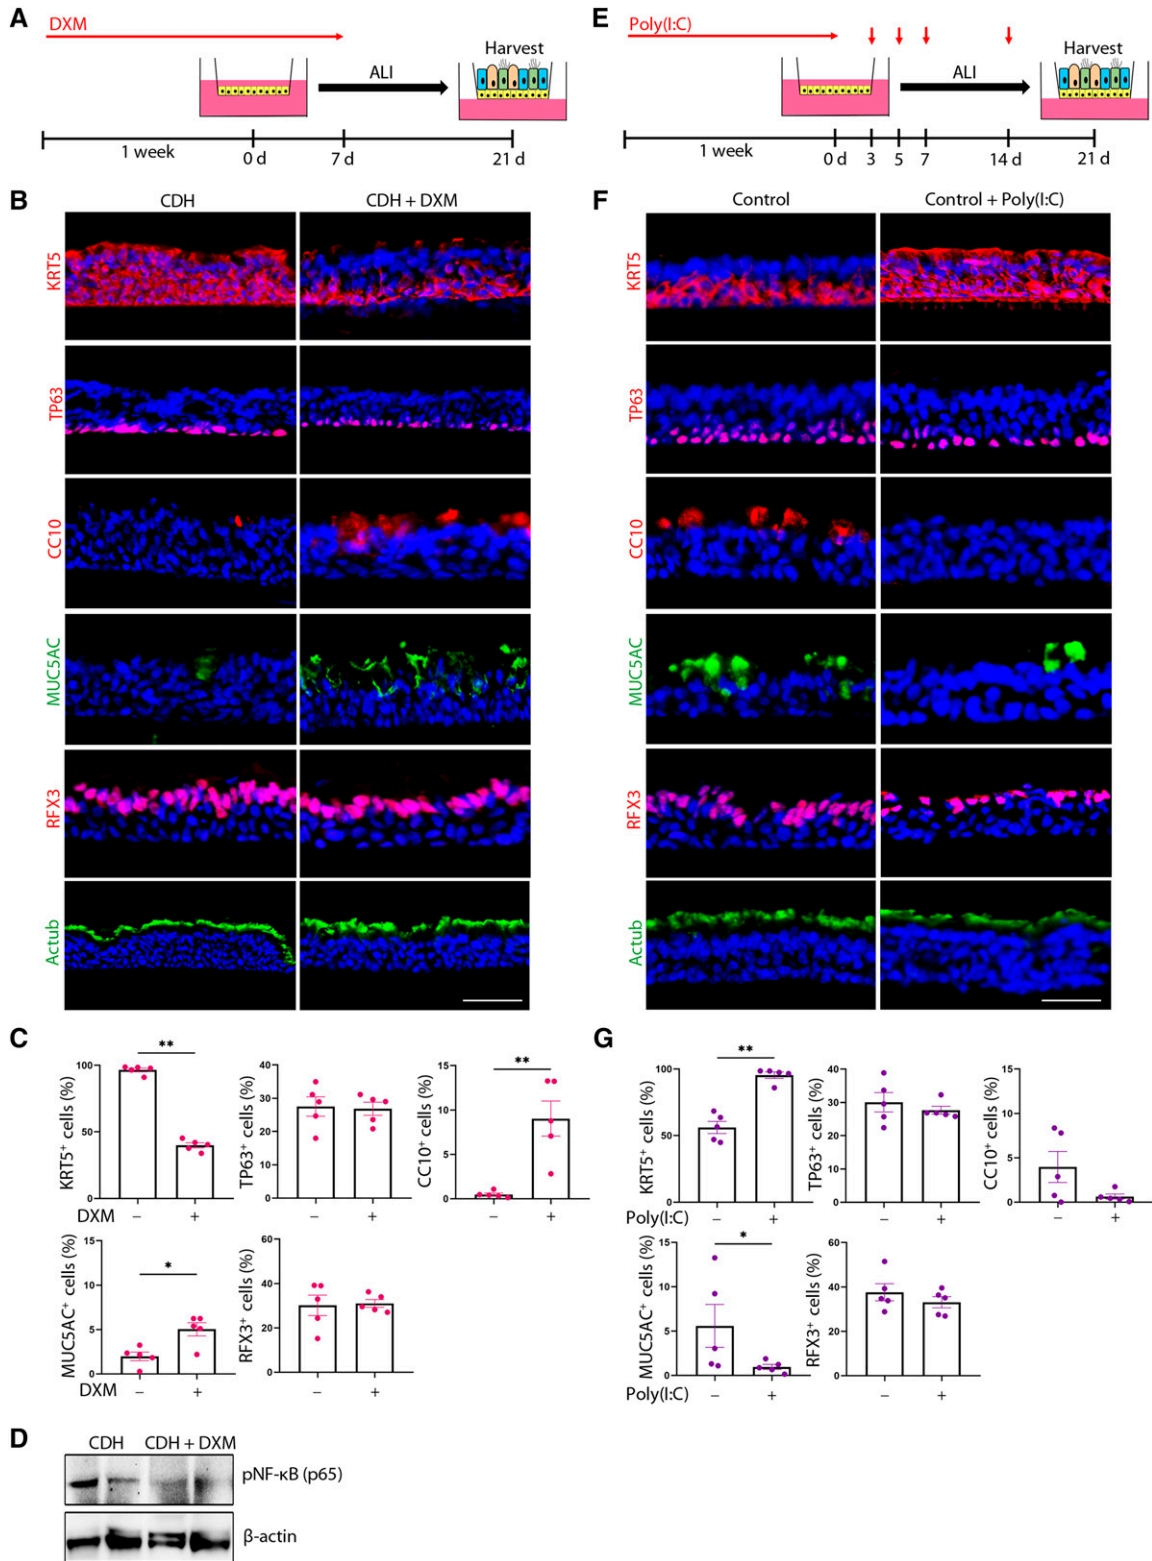 A
DXM
ALI
Harvest
1 week
0 d
7 d
21 d
E
Poly(I:C)
ALI
Harvest
1 week
0 d
3
5
7
14 d
21 d
B
CDH
CDH + DXM
KRT5
TP63
CC10
MUC5AC
RFX3
Actub
F
Control
Control + Poly(I:C)
KRT5
TP63
CC10
MUC5AC
RFX3
Actub
C
KRT5+ cells (%)
100
50
0
**
DXM
–
+
TP63+ cells (%)
40
30
20
10
0
–
+
CC10+ cells (%)
15
10
5
0
**
–
+
MUC5AC+ cells (%)
15
10
5
0
*
DXM
–
+
RFX3+ cells (%)
60
40
20
0
–
+
G
KRT5+ cells (%)
100
50
0
**
Poly(I:C)
–
+
TP63+ cells (%)
40
30
20
10
0
–
+
CC10+ cells (%)
15
10
5
0
–
+
MUC5AC+ cells (%)
15
10
5
0
*
Poly(I:C)
–
+
RFX3+ cells (%)
60
40
20
0
–
+
D
CDH
CDH + DXM
pNF-κB (p65)
β-actin